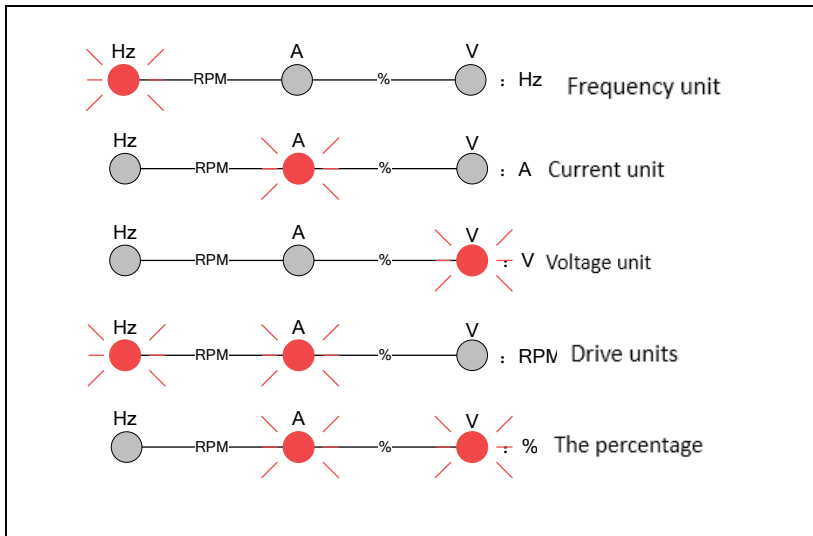 Hz A V
RPM % : Hz Frequency unit
Hz A V
RPM % : A Current unit
Hz A V
RPM % : V Voltage unit
Hz A V
RPM % : RPM Drive units
Hz A V
RPM % : % The percentage